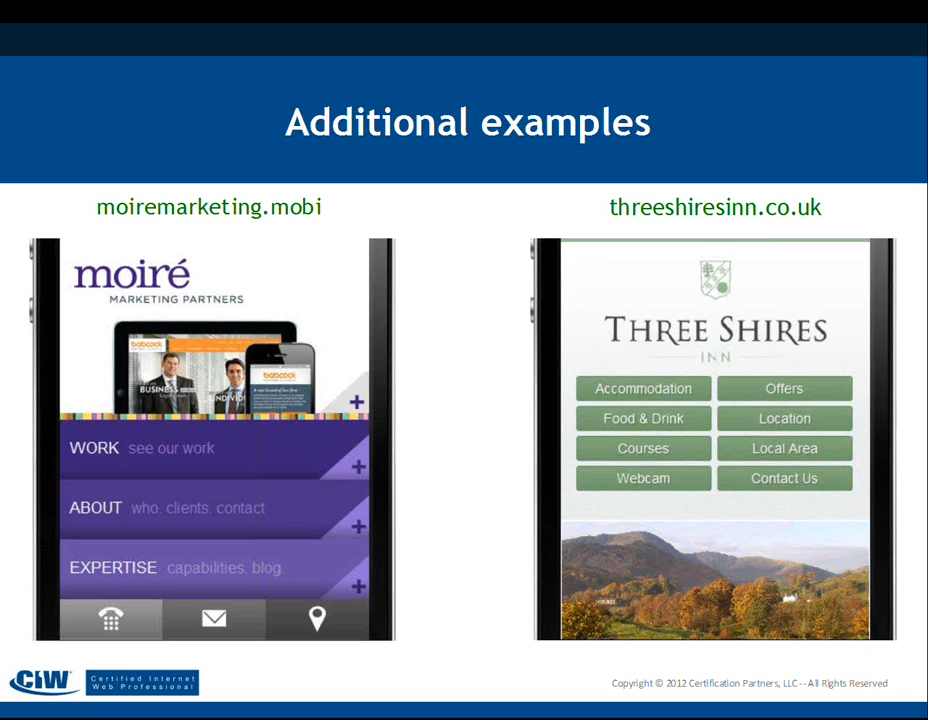 Additional examples
moiremarketing.mobi
threeshiresinn.co.uk
moiré
MARKETING PARTNERS
babcock
babcock
BUSINESS
WORK see our work
ABOUT who. clients. contact
EXPERTISE capabilities. blog.
THREE SHIRES
INN
Accommodation Offers
Food & Drink Location
Courses Local Area
Webcam Contact Us
CIW
Certified Internet
Web Professional
Copyright © 2012 Certification Partners, LLC -- All Rights Reserved